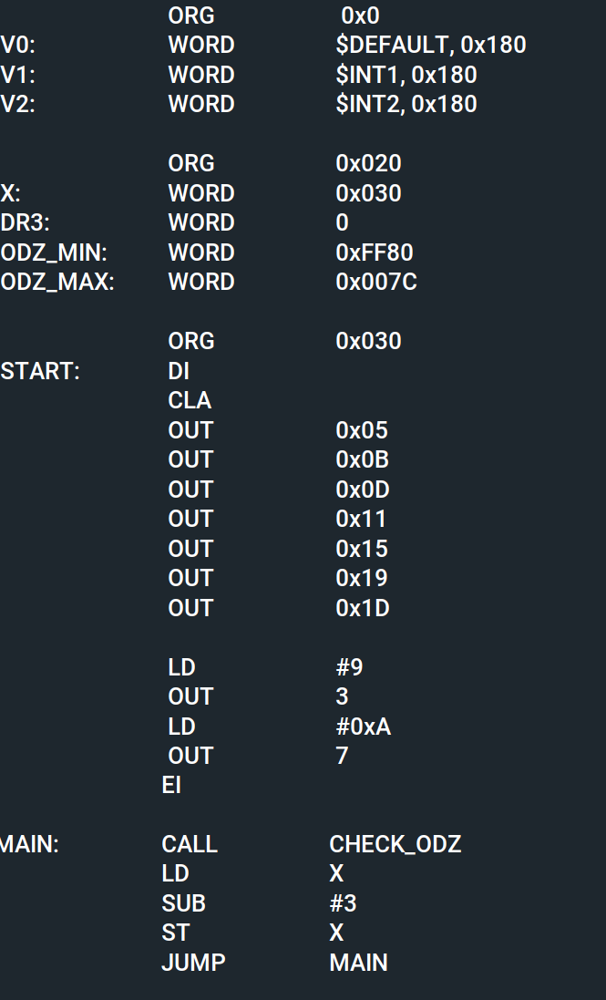 ORG 0x0
V0: WORD $DEFAULT, 0x180
V1: WORD $INT1, 0x180
V2: WORD $INT2, 0x180
ORG 0x020
X: WORD 0x030
DR3: WORD 0
ODZ_MIN: WORD 0xFF80
ODZ_MAX: WORD 0x007C
ORG 0x030
START: DI
CLA
OUT 0x05
OUT 0x0B
OUT 0x0D
OUT 0x11
OUT 0x15
OUT 0x19
OUT 0x1D
LD #9
OUT 3
LD #0xA
OUT 7
EI
MAIN: CALL CHECK_ODZ
LD X
SUB #3
ST X
JUMP MAIN